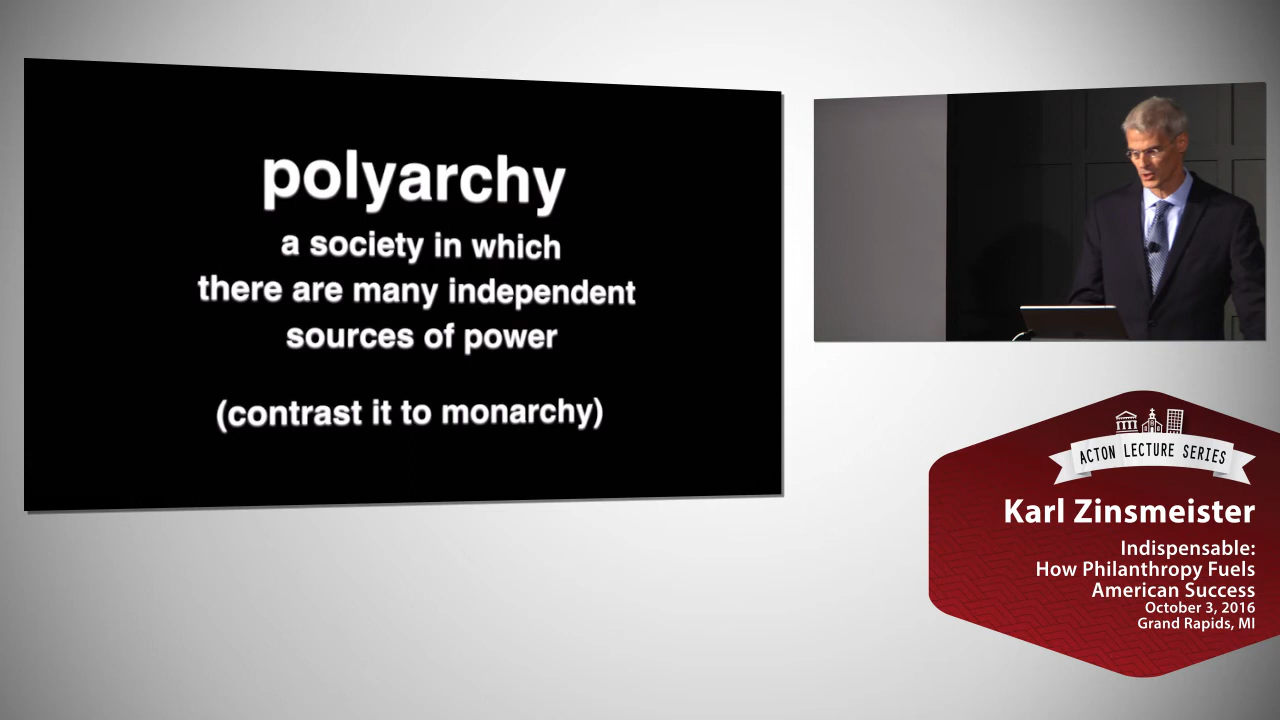 polyarchy
a society in which
there are many independent
sources of power
(contrast it to monarchy)
ACTON LECTURE SERIES
Karl Zinsmeister
Indispensable:
How Philanthropy Fuels
American Success
October 3, 2016
Grand Rapids, MI